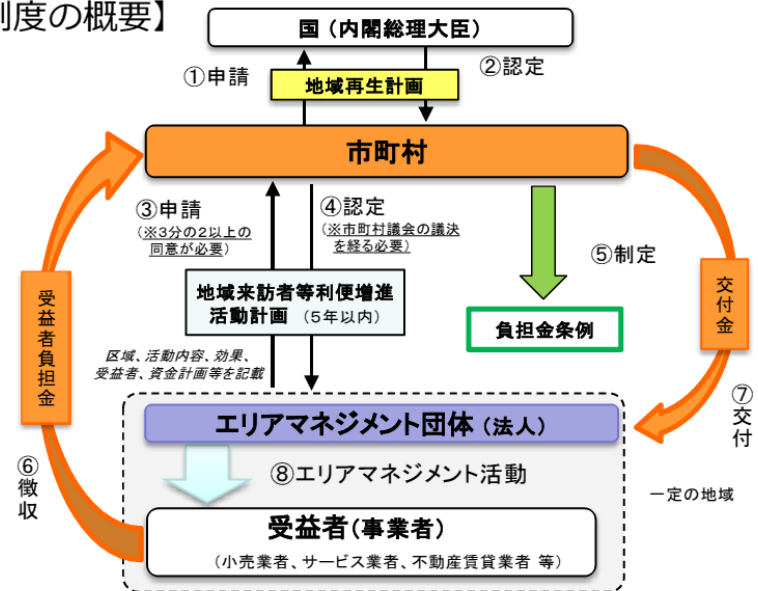 制度の概要】
国（内閣総理大臣）
①申請
②認定
地域再生計画
市町村
③申請
（※3分の2以上の
同意が必要）
④認定
（※市町村議会の議決
を経る必要）
⑤制定
地域来訪者等利便増進
活動計画 （5年以内）
負担金条例
区域、活動内容、効果、
受益者、資金計画等を記載
受益者負担金
交付金
⑦交付
エリアマネジメント団体（法人）
⑧エリアマネジメント活動
⑥徴収
一定の地域
受益者（事業者）
（小売業者、サービス業者、不動産賃貸業者 等）